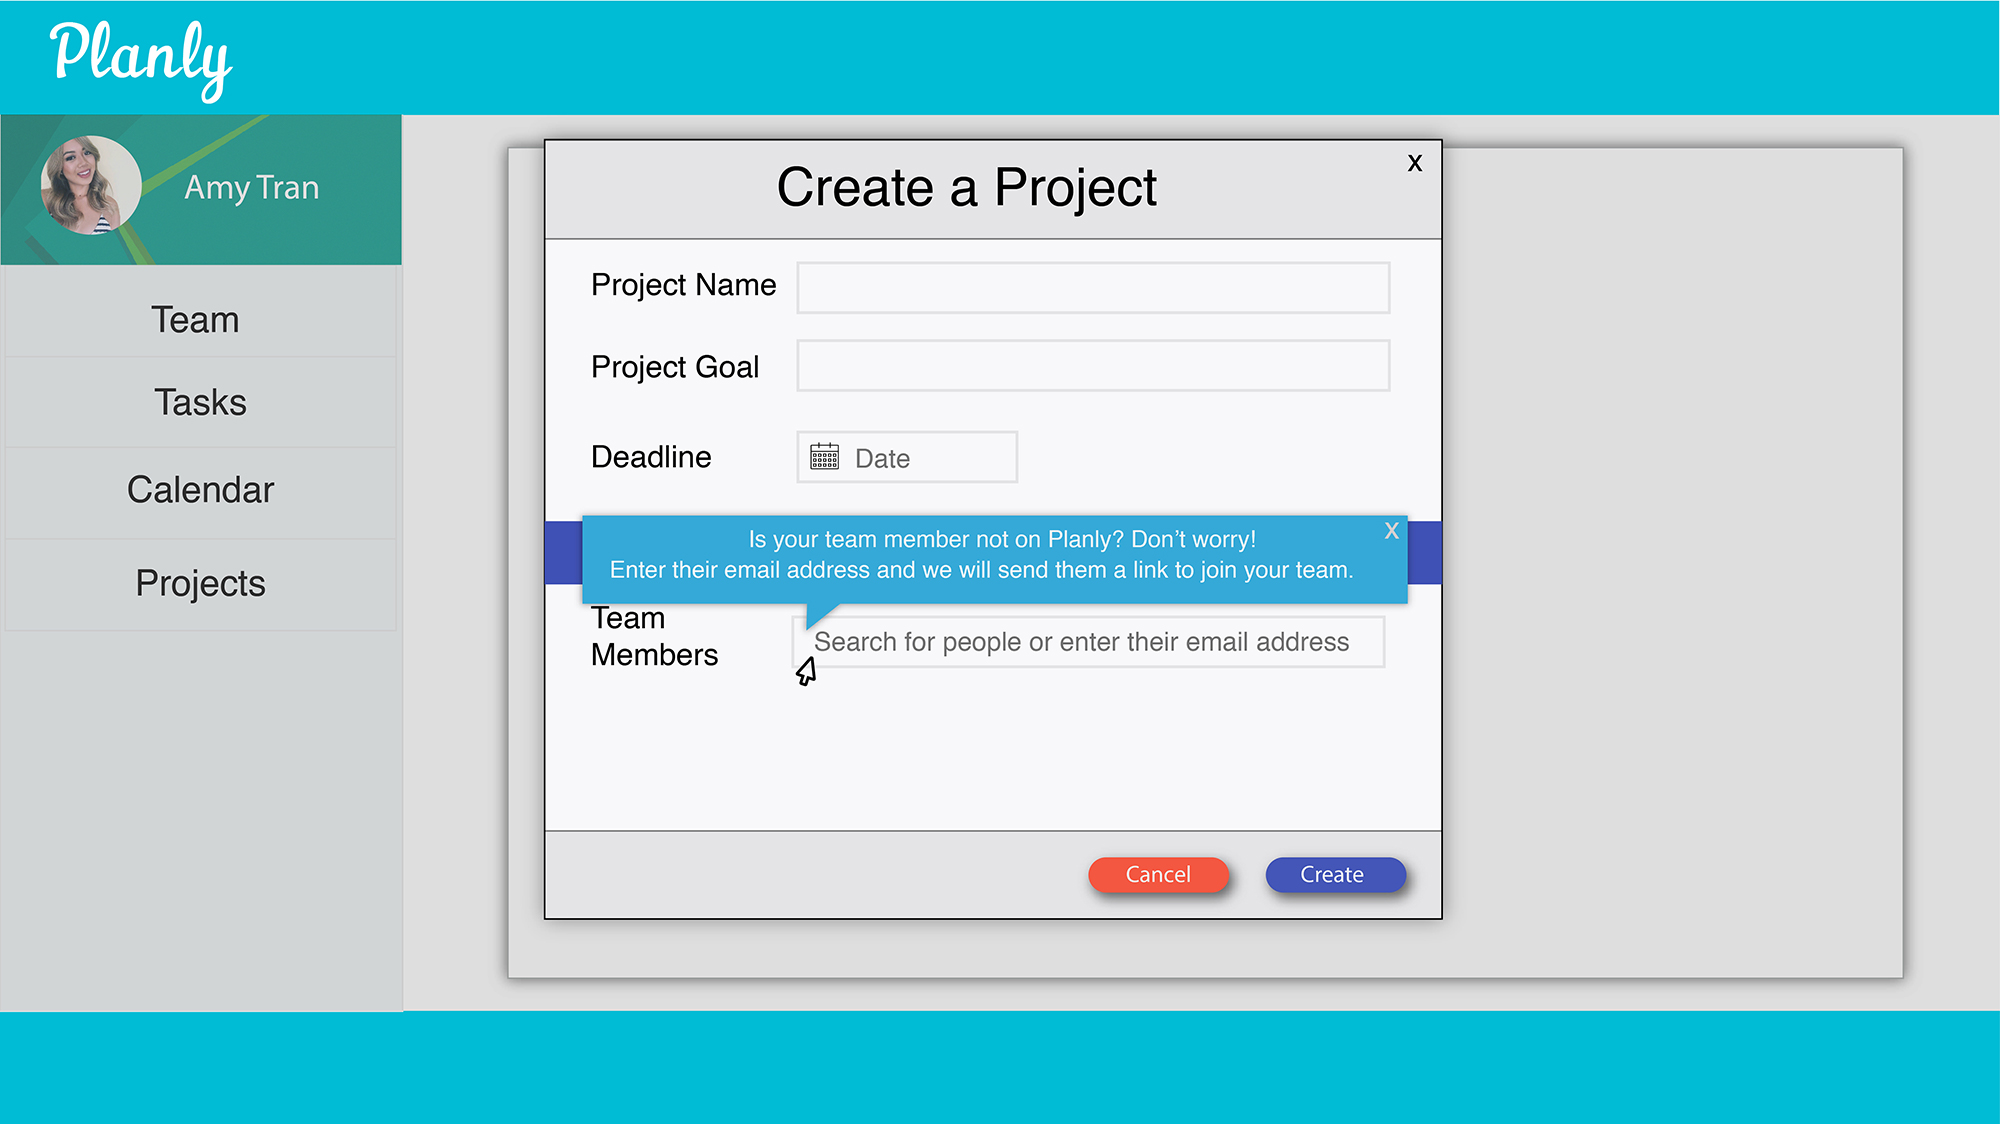 Planly
Amy Tran
Team
Tasks
Calendar
Projects
Create a Project
X
Project Name
Project Goal
Deadline
Date
Is your team member not on Planly? Don't worry!
X
Enter their email address and we will send them a link to join your team.
Team
Members
Search for people or enter their email address
Cancel
Create